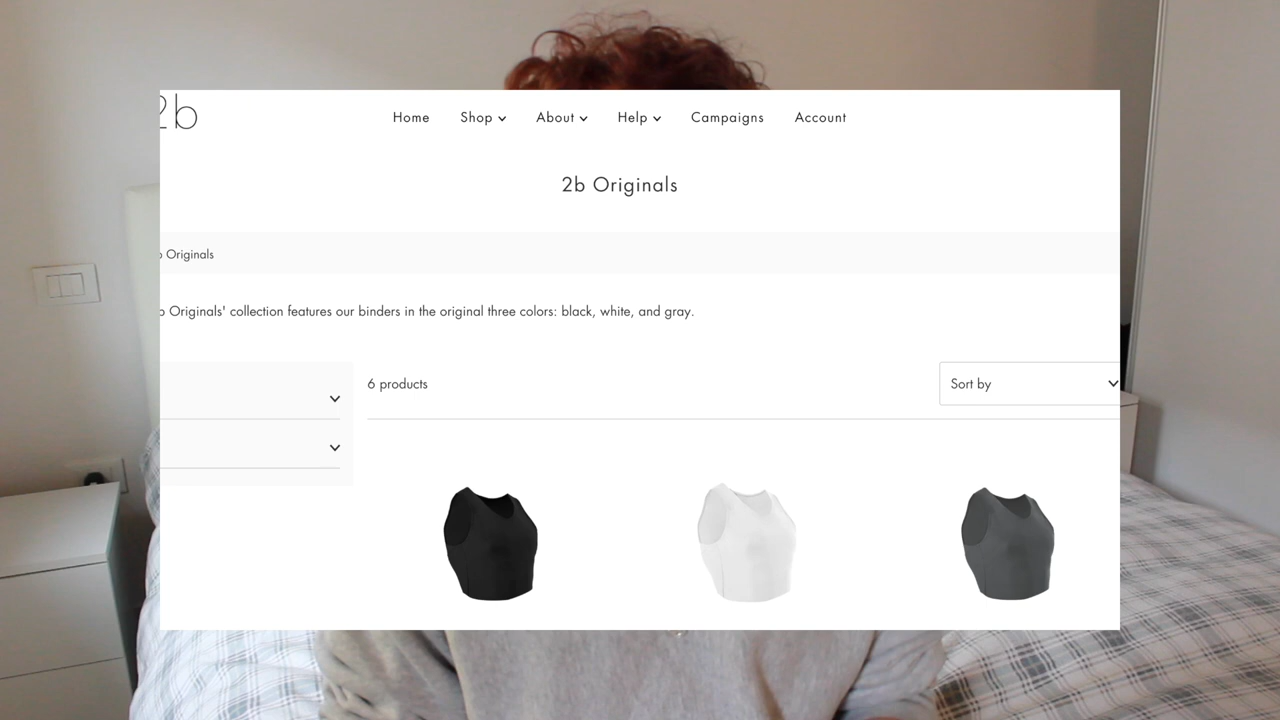 2b
Home Shop About Help Campaigns Account
2b Originals
b Originals
b Originals' collection features our binders in the original three colors: black, white, and gray.
6 products
Sort by